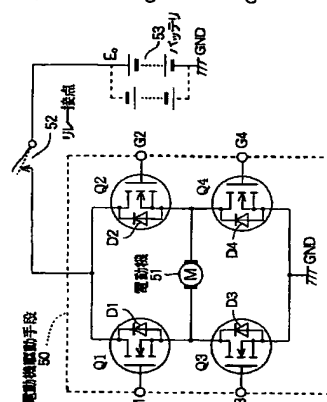 電動機駆動手段
50
リレー接点
52
E₀
53
バッテリ
GND
Q1
D1
Q2
D2
G2
電動機
51
M
Q3
D3
Q4
D4
G4
GND